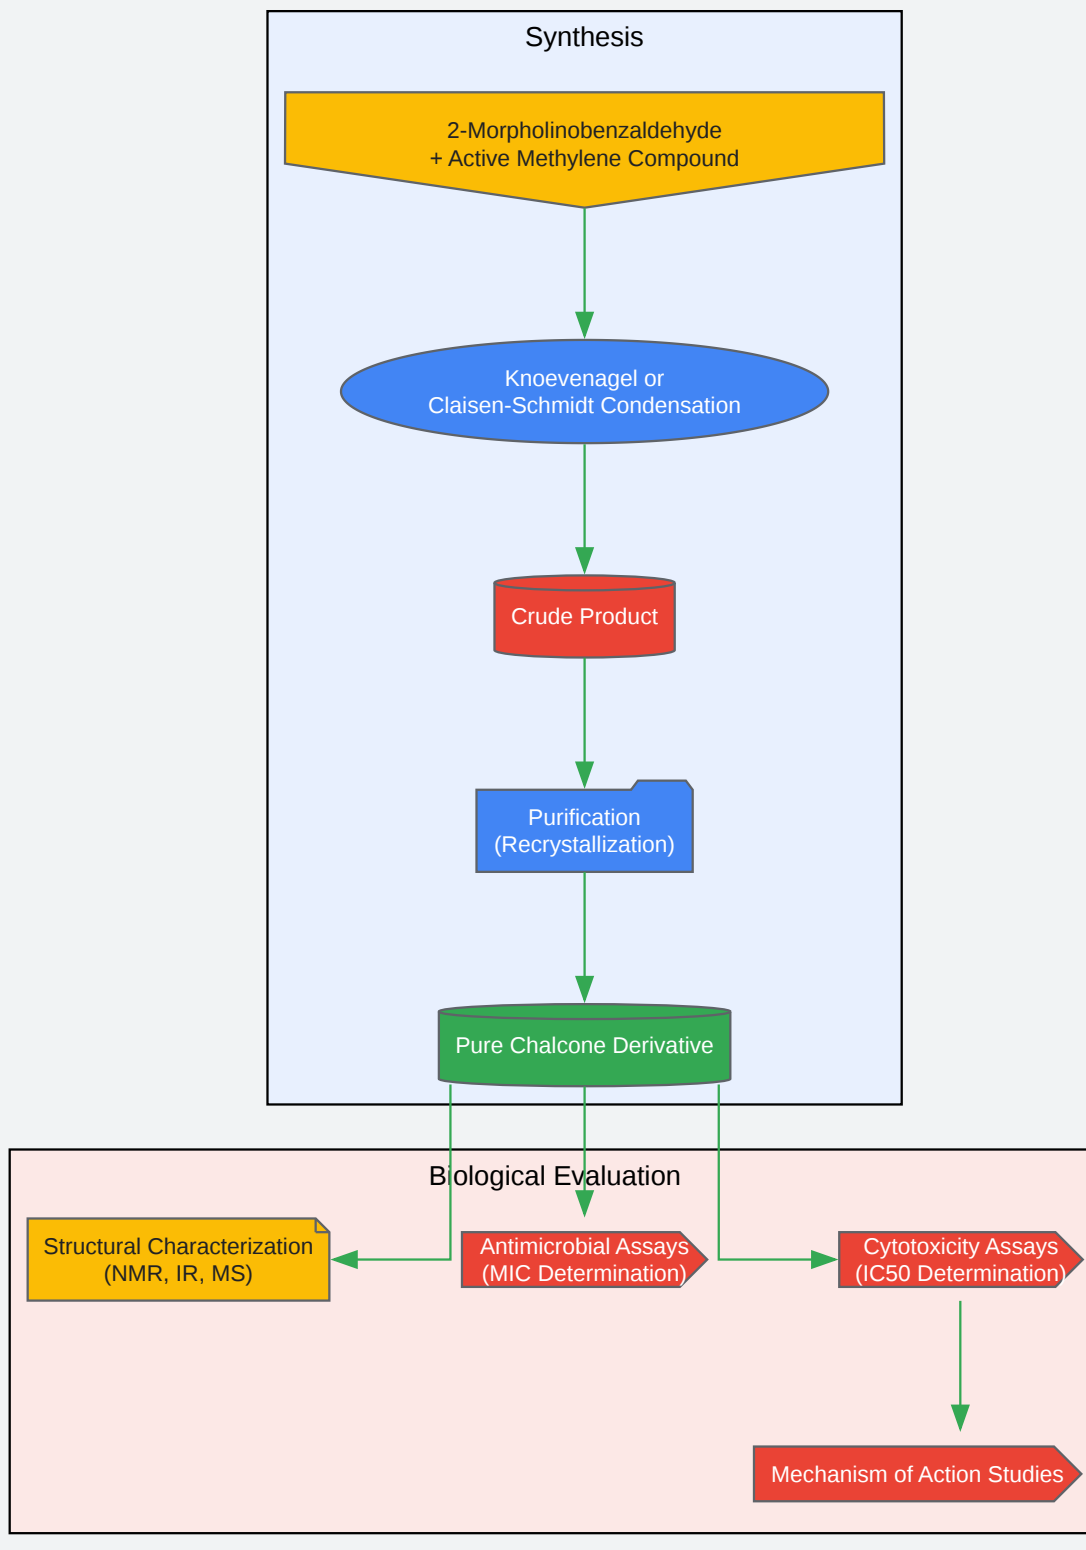 Synthesis
2-Morpholinobenzaldehyde
+ Active Methylene Compound
Knoevenagel or
Claisen-Schmidt Condensation
Crude Product
Purification
(Recrystallization)
Pure Chalcone Derivative
Biological Evaluation
Structural Characterization
(NMR, IR, MS)
Antimicrobial Assays
(MIC Determination)
Cytotoxicity Assays
(IC50 Determination)
Mechanism of Action Studies